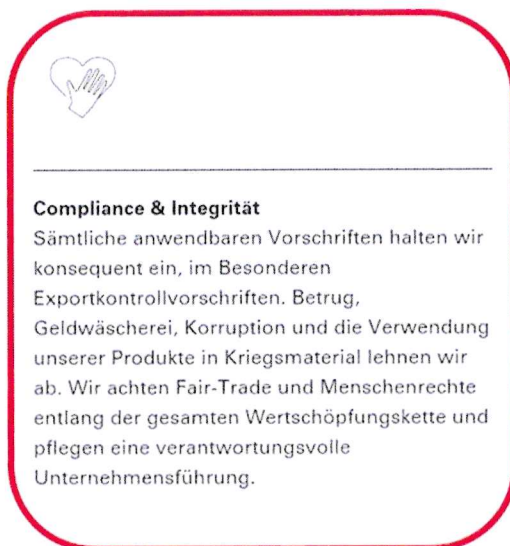 Compliance & Integrität
Sämtliche anwendbaren Vorschriften halten wir
konsequent ein, im Besonderen
Exportkontrollvorschriften. Betrug,
Geldwäscherei, Korruption und die Verwendung
unserer Produkte in Kriegsmaterial lehnen wir
ab. Wir achten Fair-Trade und Menschenrechte
entlang der gesamten Wertschöpfungskette und
pflegen eine verantwortungsvolle
Unternehmensführung.